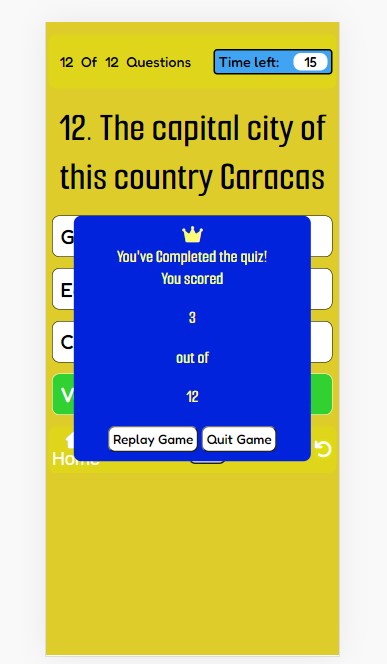 12 Of 12 Questions
Time left: 15
12. The capital city of
this country Caracas
G
E
C
V
You've Completed the quiz!
You scored
3
out of
12
Replay Game
Quit Game
Home